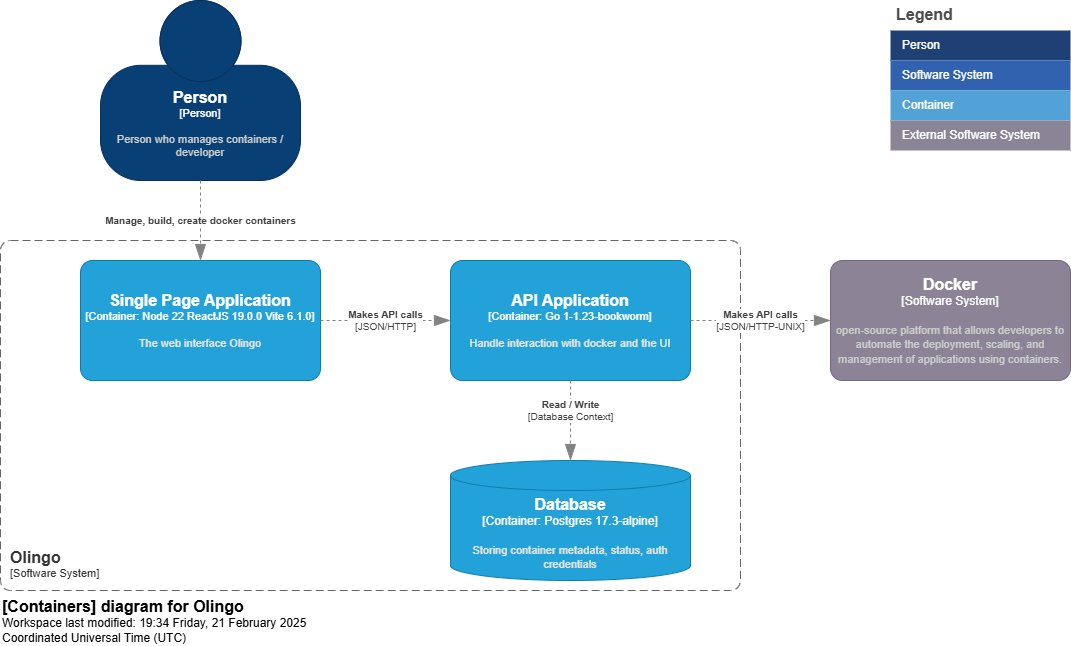 Legend
Person
Software System
Container
External Software System
Person
[Person]
Person who manages containers /
developer
Manage, build, create docker containers
Single Page Application
[Container: Node 22 ReactJS 19.0.0 Vite 6.1.0]
The web interface Olingo
Makes API calls
[JSON/HTTP]
API Application
[Container: Go 1-1.23-bookworm]
Handle interaction with docker and the UI
Makes API calls
[JSON/HTTP-UNIX]
Docker
[Software System]
open-source platform that allows developers to
automate the deployment, scaling, and
management of applications using containers.
Read / Write
[Database Context]
Database
[Container: Postgres 17.3-alpine]
Storing container metadata, status, auth
credentials
Olingo
[Software System]
[Containers] diagram for Olingo
Workspace last modified: 19:34 Friday, 21 February 2025
Coordinated Universal Time (UTC)